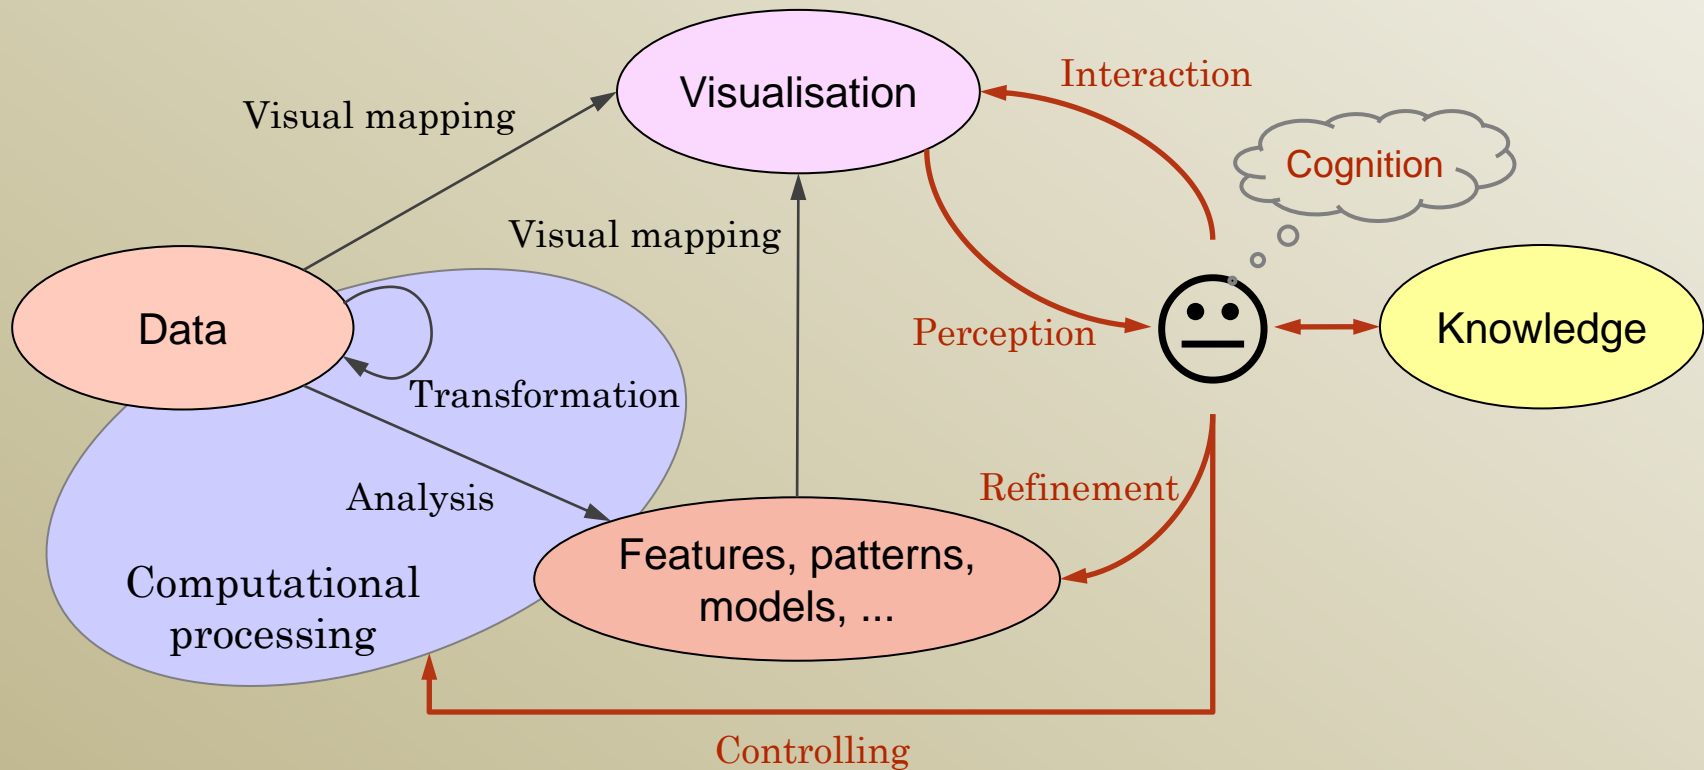 Visualisation
Interaction
Visual mapping
Cognition
Visual mapping
Data
Perception
Knowledge
Transformation
Analysis
Refinement
Features, patterns,
models, ...
Computational
processing
Controlling